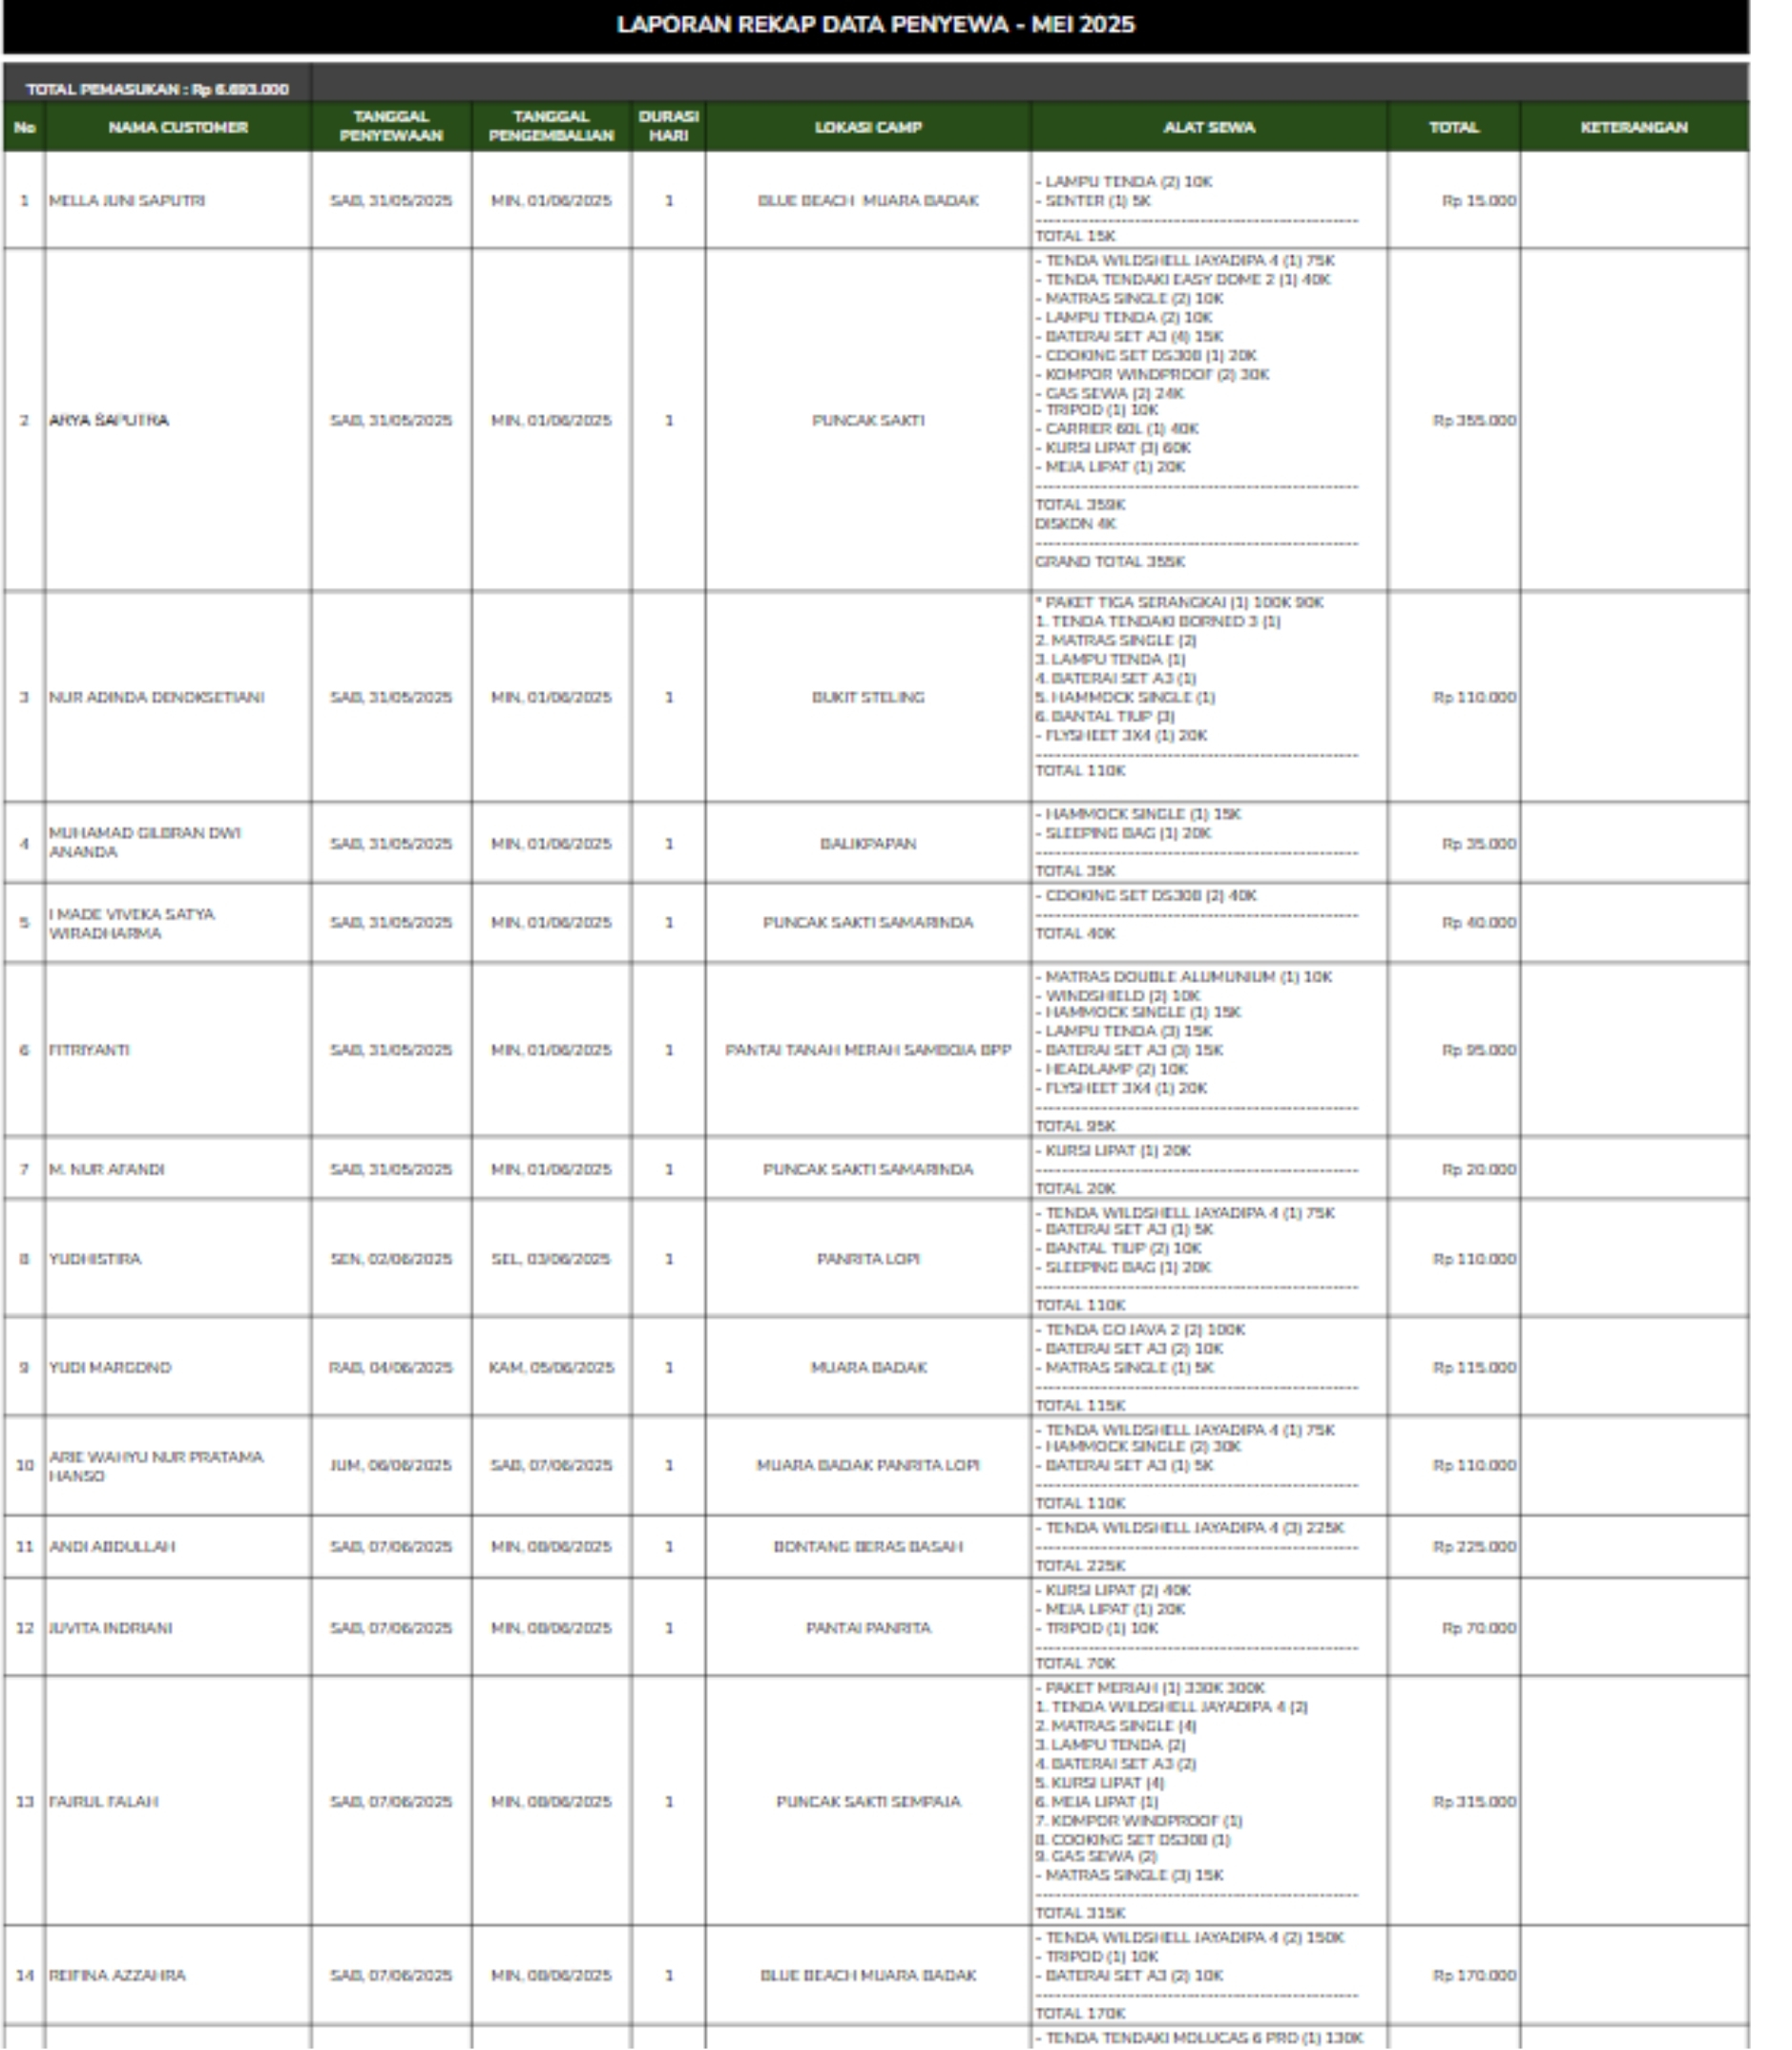 LAPORAN REKAP DATA PENYEWA - MEI 2025
TOTAL PEMASUKAN : Rp 6.693.000
No NAMA CUSTOMER TANGGAL PENYEWAAN TANGGAL PENGEMBALIAN DURASI HARI LOKASI CAMP ALAT SEWA TOTAL KETERANGAN
1 MELLA JUNI SAPUTRI SAB, 31/05/2025 MIN, 01/06/2025 1 BLUE BEACH MUARA BADAK
- LAMPU TENDA (2) 10K
- SENTER (1) 5K
TOTAL 15K
Rp 15.000
2 ARYA SAPUTRA SAB, 31/05/2025 MIN, 01/06/2025 1 PUNCAK SAKTI
- TENDA WILDSHELL JAYADIPA 4 (1) 75K
- TENDA TENDAKI EASY DOME 2 (1) 40K
- MATRAS SINGLE (2) 10K
- LAMPU TENDA (2) 10K
- BATERAI SET A3 (4) 15K
- COOKING SET DS308 (1) 20K
- KOMPOR WINDPROOF (2) 30K
- GAS SEWA (2) 24K
- TRIPOD (1) 10K
- CARRIER 60L (1) 40K
- KURSI LIPAT (3) 60K
- MEJA LIPAT (1) 20K
TOTAL 359K
DISKON 4K
GRAND TOTAL 355K
Rp 355.000
3 NUR ADINDA DENOKSETIANI SAB, 31/05/2025 MIN, 01/06/2025 1 BUKIT STELING
* PAKET TIGA SERANGKAI (1) 100K 90K
1. TENDA TENDAKI BORNEO 3 (1)
2. MATRAS SINGLE (2)
3. LAMPU TENDA (1)
4. BATERAI SET A3 (1)
5. HAMMOCK SINGLE (1)
6. BANTAL TIUP (3)
- FLYSHEET 3X4 (1) 20K
TOTAL 110K
Rp 110.000
4 MUHAMAD GILBRAN DWI ANANDA SAB, 31/05/2025 MIN, 01/06/2025 1 BALIKPAPAN
- HAMMOCK SINGLE (1) 15K
- SLEEPING BAG (1) 20K
TOTAL 35K
Rp 35.000
5 I MADE VIVEKA SATYA WIRADHARMA SAB, 31/05/2025 MIN, 01/06/2025 1 PUNCAK SAKTI SAMARINDA
- COOKING SET DS308 (2) 40K
TOTAL 40K
Rp 40.000
6 FITRIYANTI SAB, 31/05/2025 MIN, 01/06/2025 1 PANTAI TANAH MERAH SAMBOJA BPP
- MATRAS DOUBLE ALUMUNIUM (1) 10K
- WINDSHIELD (2) 10K
- HAMMOCK SINGLE (1) 15K
- LAMPU TENDA (3) 15K
- BATERAI SET A3 (3) 15K
- HEADLAMP (2) 10K
- FLYSHEET 3X4 (1) 20K
TOTAL 95K
Rp 95.000
7 M. NUR AFANDI SAB, 31/05/2025 MIN, 01/06/2025 1 PUNCAK SAKTI SAMARINDA
- KURSI LIPAT (1) 20K
TOTAL 20K
Rp 20.000
8 YUDHISTIRA SEN, 02/06/2025 SEL, 03/06/2025 1 PANRITA LOPI
- TENDA WILDSHELL JAYADIPA 4 (1) 75K
- BATERAI SET A3 (1) 5K
- BANTAL TIUP (2) 10K
- SLEEPING BAG (1) 20K
TOTAL 110K
Rp 110.000
9 YUDI MARGONO RAB, 04/06/2025 KAM, 05/06/2025 1 MUARA BADAK
- TENDA GO JAVA 2 (2) 100K
- BATERAI SET A3 (2) 10K
- MATRAS SINGLE (1) 5K
TOTAL 115K
Rp 115.000
10 ARIE WAHYU NUR PRATAMA HANSO JUM, 06/06/2025 SAB, 07/06/2025 1 MUARA BADAK PANRITA LOPI
- TENDA WILDSHELL JAYADIPA 4 (1) 75K
- HAMMOCK SINGLE (2) 30K
- BATERAI SET A3 (1) 5K
TOTAL 110K
Rp 110.000
11 ANDI ABDULLAH SAB, 07/06/2025 MIN, 08/06/2025 1 BONTANG BERAS BASAH
- TENDA WILDSHELL JAYADIPA 4 (3) 225K
TOTAL 225K
Rp 225.000
12 JUVITA INDRIANI SAB, 07/06/2025 MIN, 08/06/2025 1 PANTAI PANRITA
- KURSI LIPAT (2) 40K
- MEJA LIPAT (1) 20K
- TRIPOD (1) 10K
TOTAL 70K
Rp 70.000
13 FAJRUL FALAH SAB, 07/06/2025 MIN, 08/06/2025 1 PUNCAK SAKTI SEMPAJA
- PAKET MERIAH (1) 330K 300K
1. TENDA WILDSHELL JAYADIPA 4 (2)
2. MATRAS SINGLE (4)
3. LAMPU TENDA (2)
4. BATERAI SET A3 (2)
5. KURSI LIPAT (4)
6. MEJA LIPAT (1)
7. KOMPOR WINDPROOF (1)
8. COOKING SET DS308 (1)
9. GAS SEWA (2)
- MATRAS SINGLE (3) 15K
TOTAL 315K
Rp 315.000
14 REIFINA AZZAHRA SAB, 07/06/2025 MIN, 08/06/2025 1 BLUE BEACH MUARA BADAK
- TENDA WILDSHELL JAYADIPA 4 (2) 150K
- TRIPOD (1) 10K
- BATERAI SET A3 (2) 10K
TOTAL 170K
Rp 170.000
- TENDA TENDAKI MOLUCAS 6 PRO (1) 130K